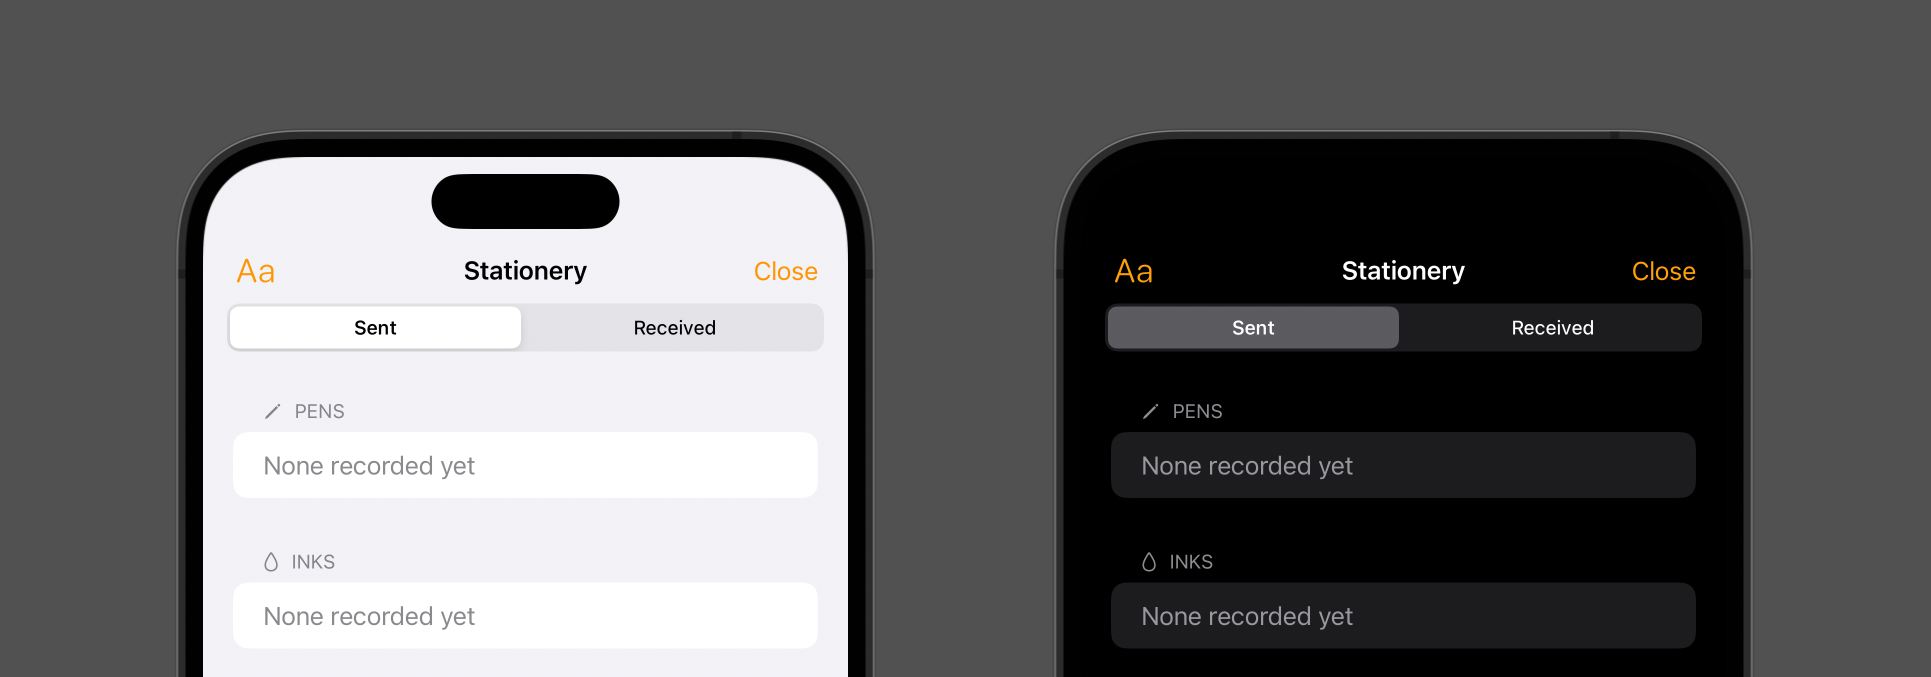 Aa Stationery Close
Sent Received
PENS
None recorded yet
INKS
None recorded yet
Aa Stationery Close
Sent Received
PENS
None recorded yet
INKS
None recorded yet